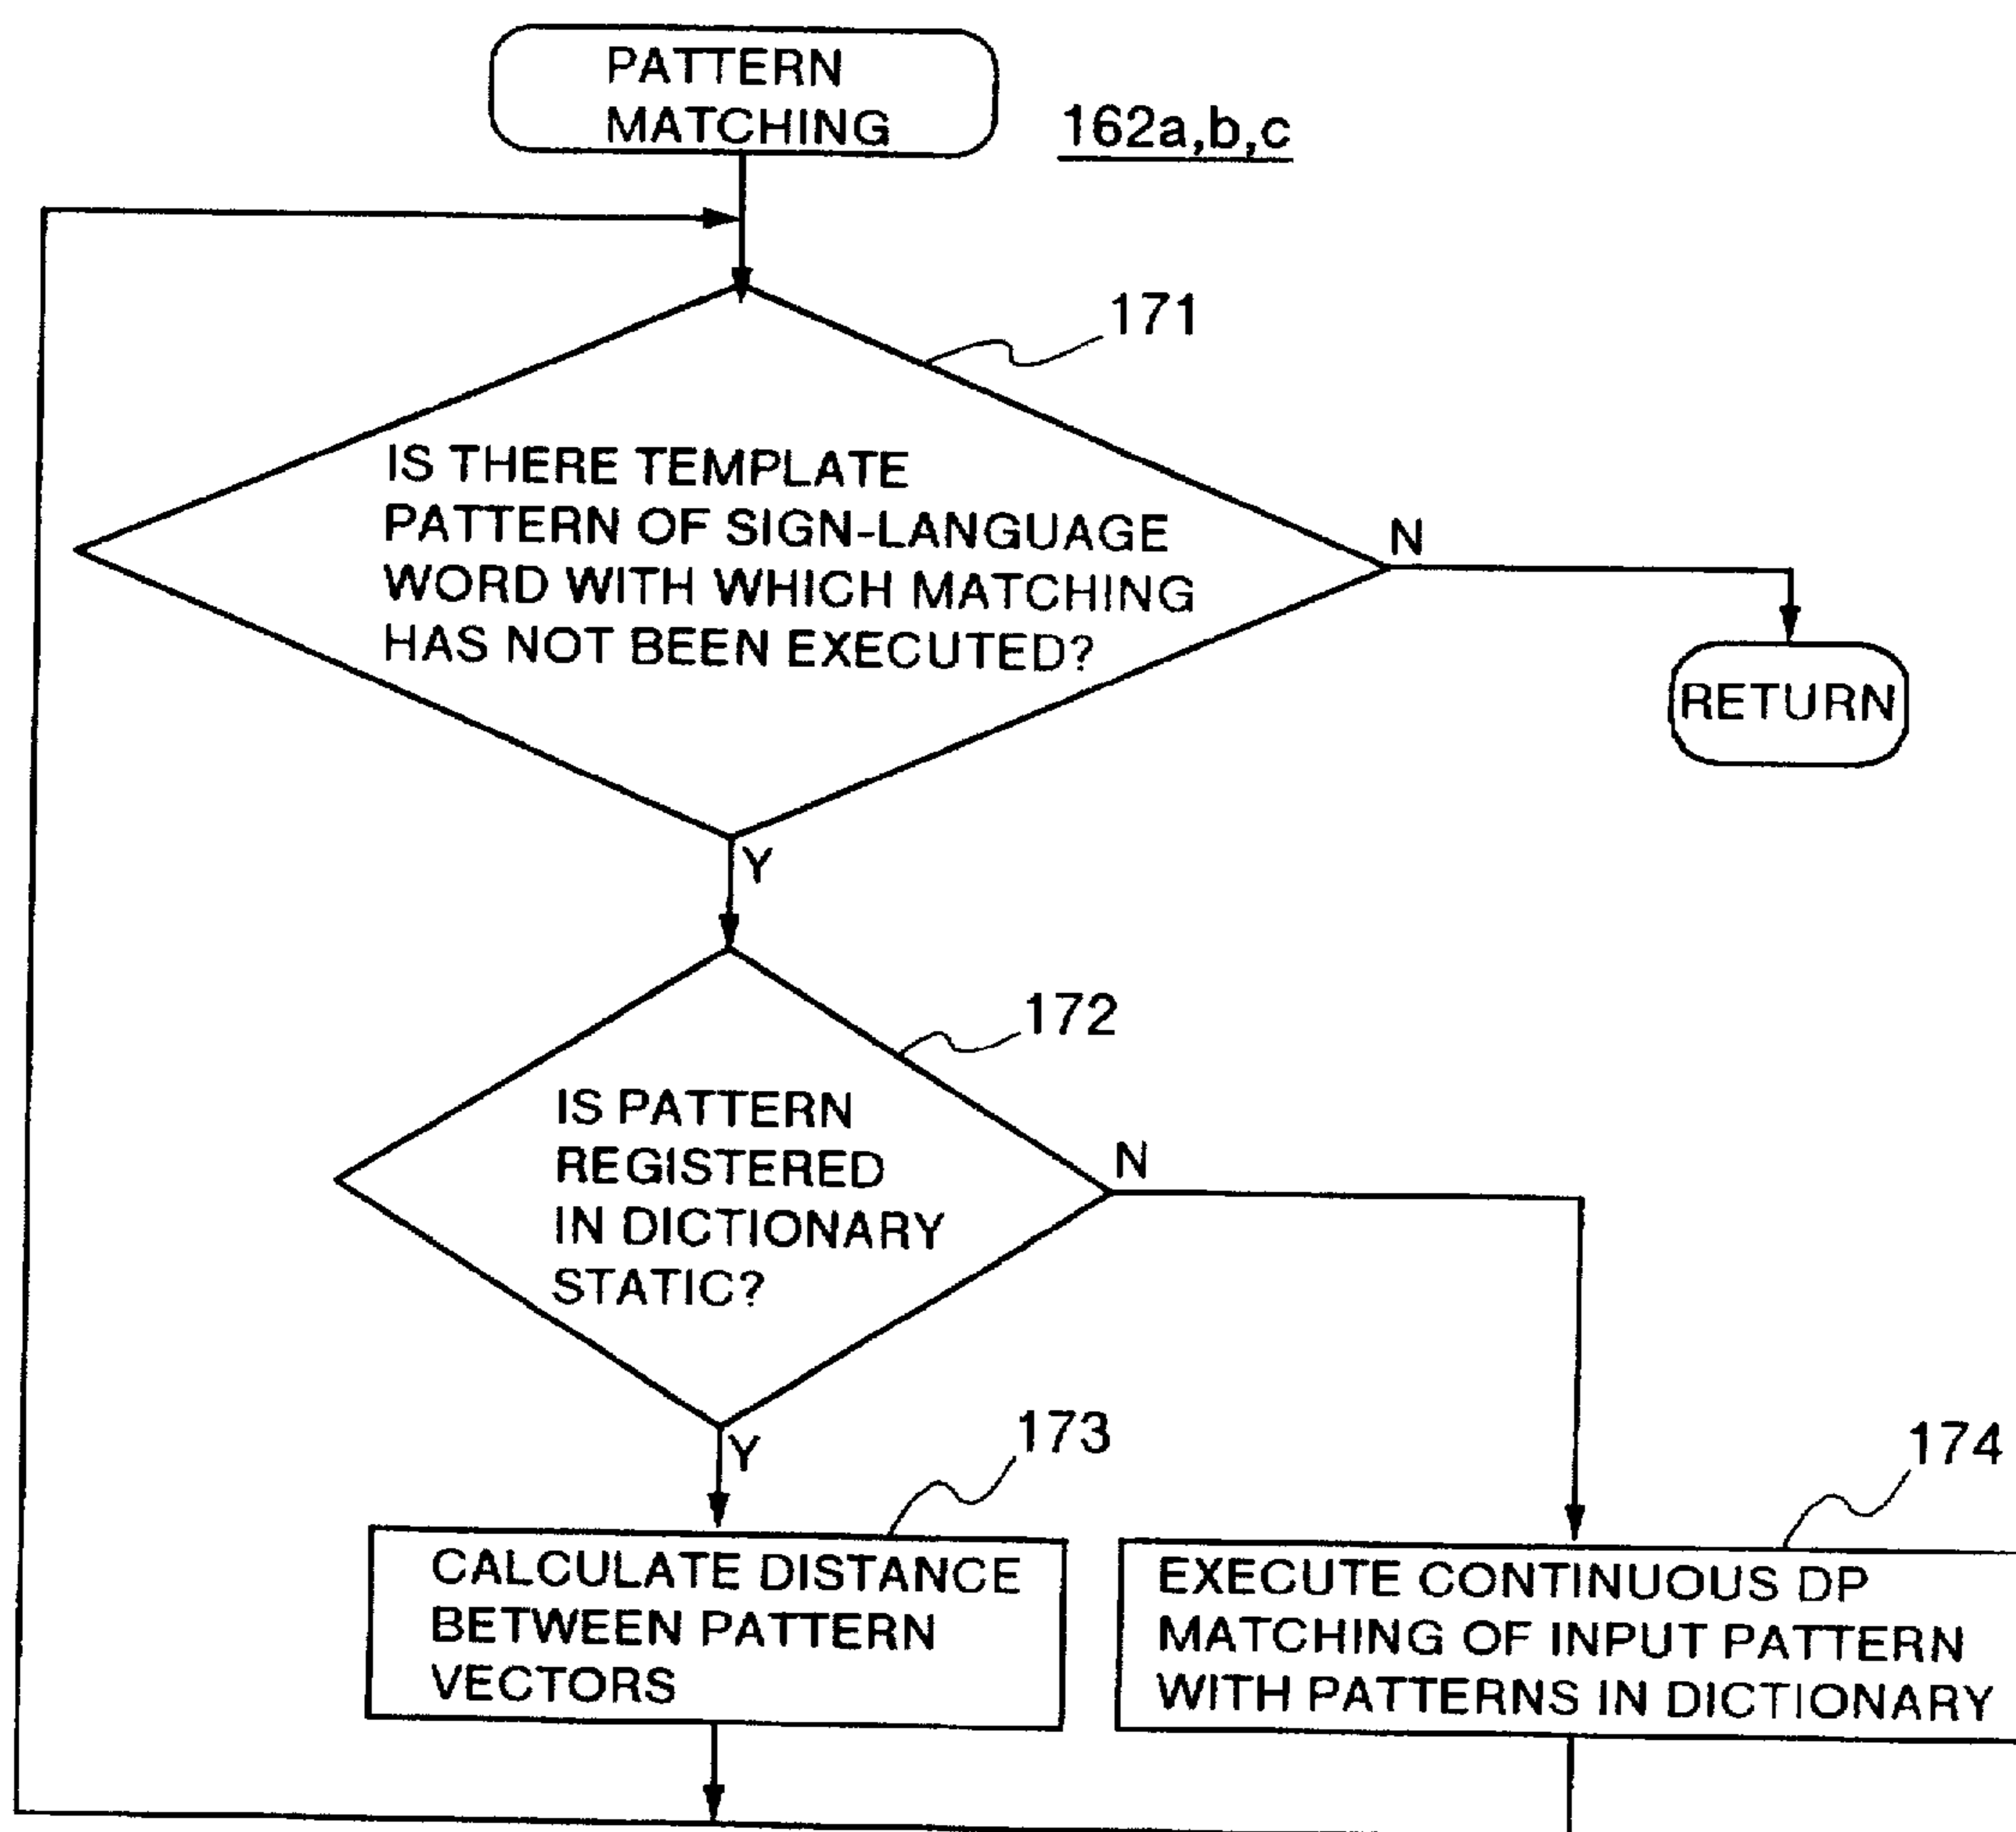 PATTERN
MATCHING
162a,b,c
171
IS THERE TEMPLATE
PATTERN OF SIGN-LANGUAGE
WORD WITH WHICH MATCHING
HAS NOT BEEN EXECUTED?
N
RETURN
Y
172
IS PATTERN
REGISTERED
IN DICTIONARY
STATIC?
N
Y
173
174
CALCULATE DISTANCE
BETWEEN PATTERN
VECTORS
EXECUTE CONTINUOUS DP
MATCHING OF INPUT PATTERN
WITH PATTERNS IN DICTIONARY